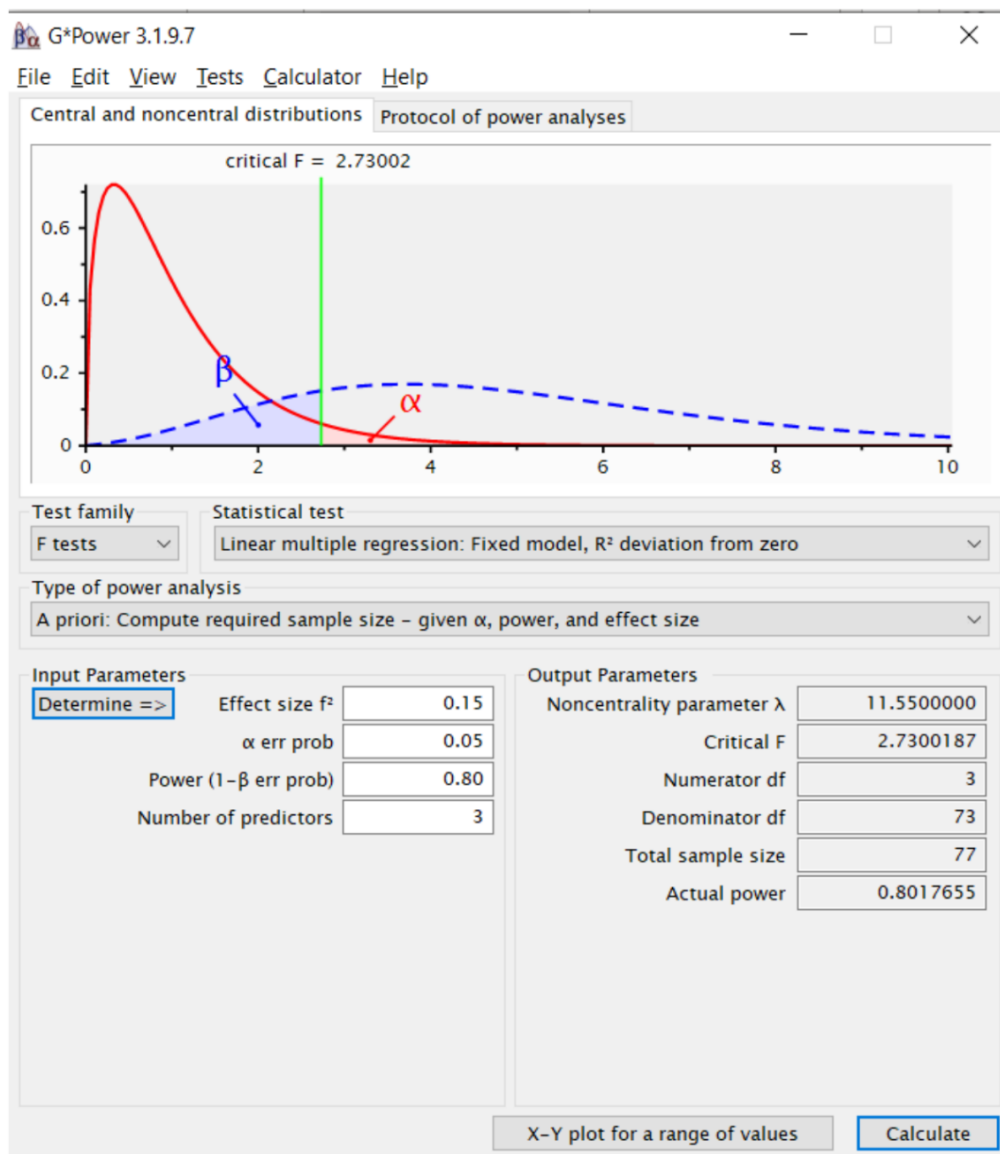 G*Power 3.1.9.7
File Edit View Tests Calculator Help
Central and noncentral distributions Protocol of power analyses
critical F = 2.73002
0.6
0.4
0.2
0
β
α
0 2 4 6 8 10
Test family Statistical test
F tests Linear multiple regression: Fixed model, R² deviation from zero
Type of power analysis
A priori: Compute required sample size – given α, power, and effect size
Input Parameters
Determine => Effect size f² 0.15
α err prob 0.05
Power (1–β err prob) 0.80
Number of predictors 3
Output Parameters
Noncentrality parameter λ 11.5500000
Critical F 2.7300187
Numerator df 3
Denominator df 73
Total sample size 77
Actual power 0.8017655
X–Y plot for a range of values Calculate